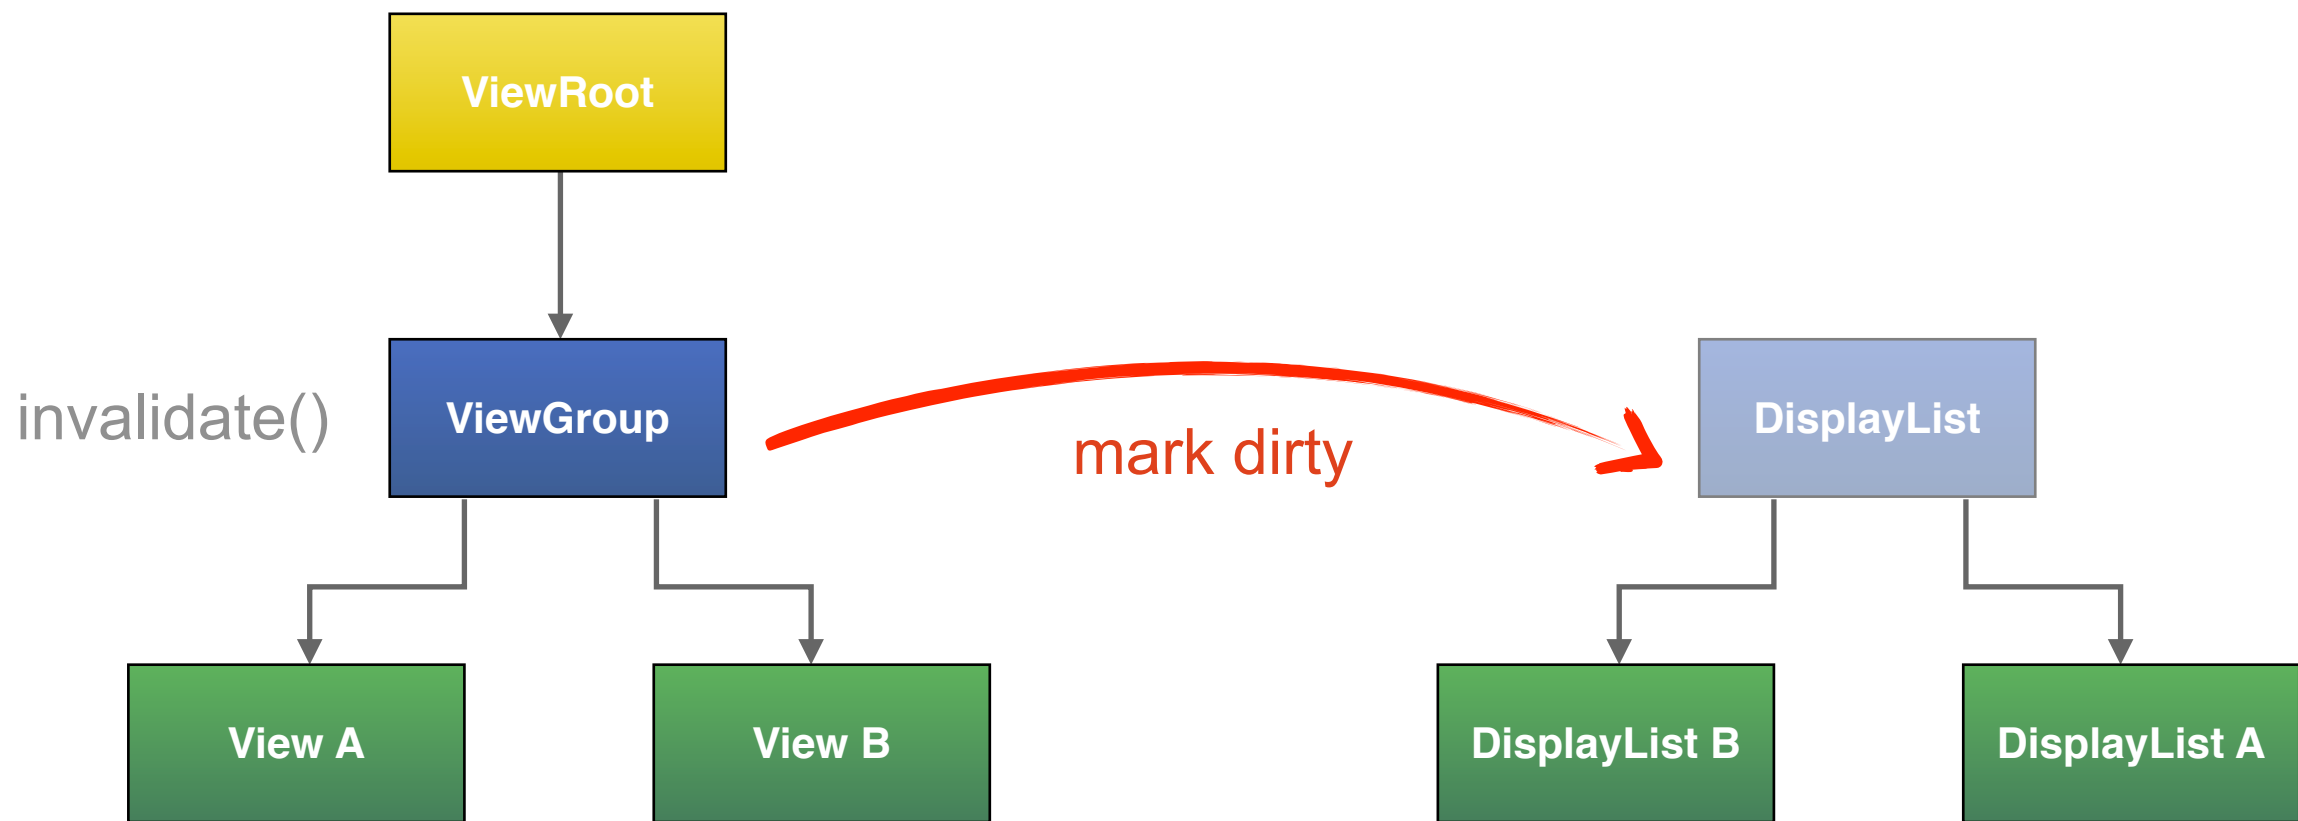 ViewRoot
invalidate()
ViewGroup
mark dirty
DisplayList
View A
View B
DisplayList B
DisplayList A